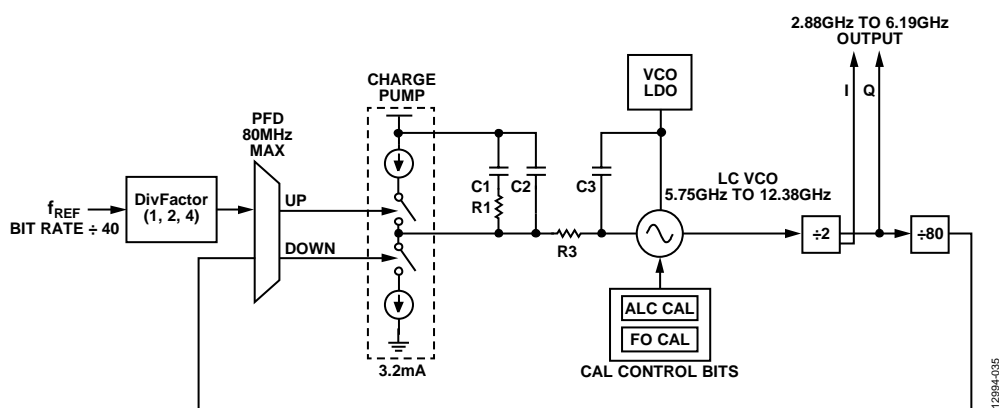 2.88GHz TO 6.19GHz
OUTPUT
I
Q
VCO
LDO
CHARGE
PUMP
PFD
80MHz
MAX
LC VCO
5.75GHz TO 12.38GHz
C1
C2
C3
R1
DivFactor
(1, 2, 4)
fREF
BIT RATE ÷ 40
UP
DOWN
R3
÷2
÷80
ALC CAL
FO CAL
3.2mA
CAL CONTROL BITS
12994-035